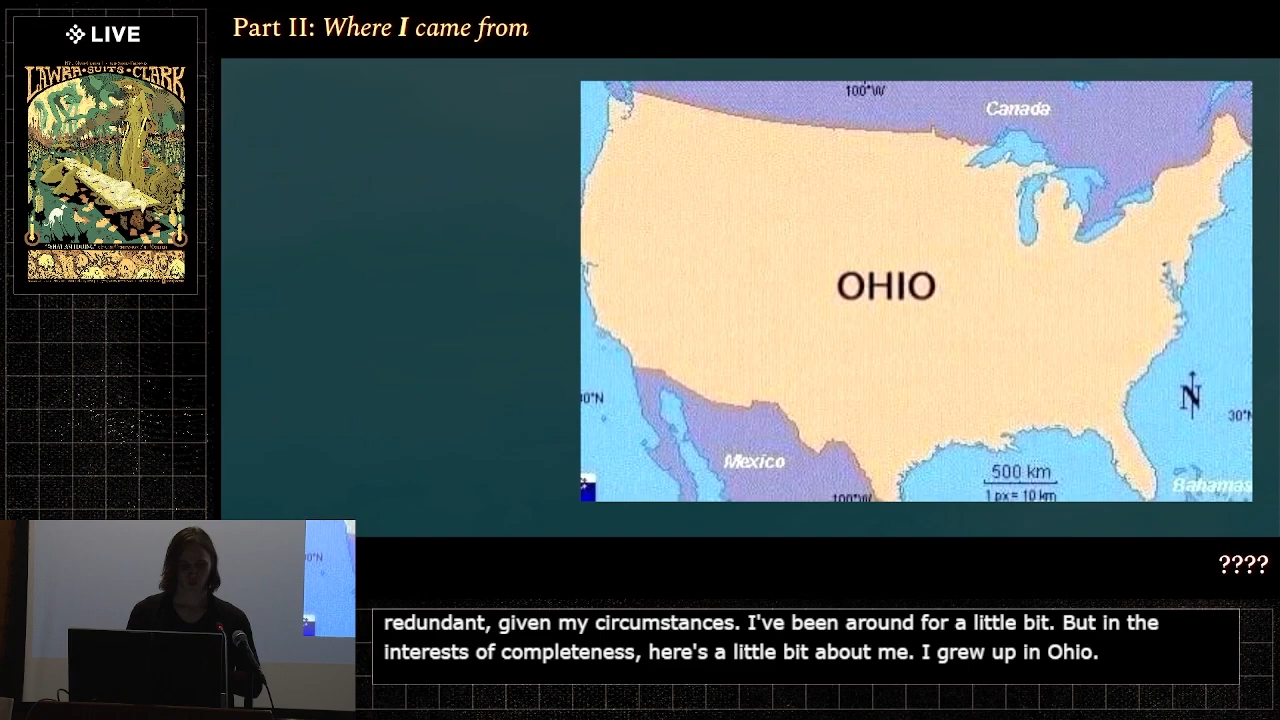 LIVE
LAWRA·SUITS·CLARK
Part II: Where I came from
100°W
Canada
OHIO
N
30°N
Mexico
500 km
1 px = 10 km
Bahamas
100°W
????
redundant, given my circumstances. I've been around for a little bit. But in the
interests of completeness, here's a little bit about me. I grew up in Ohio.